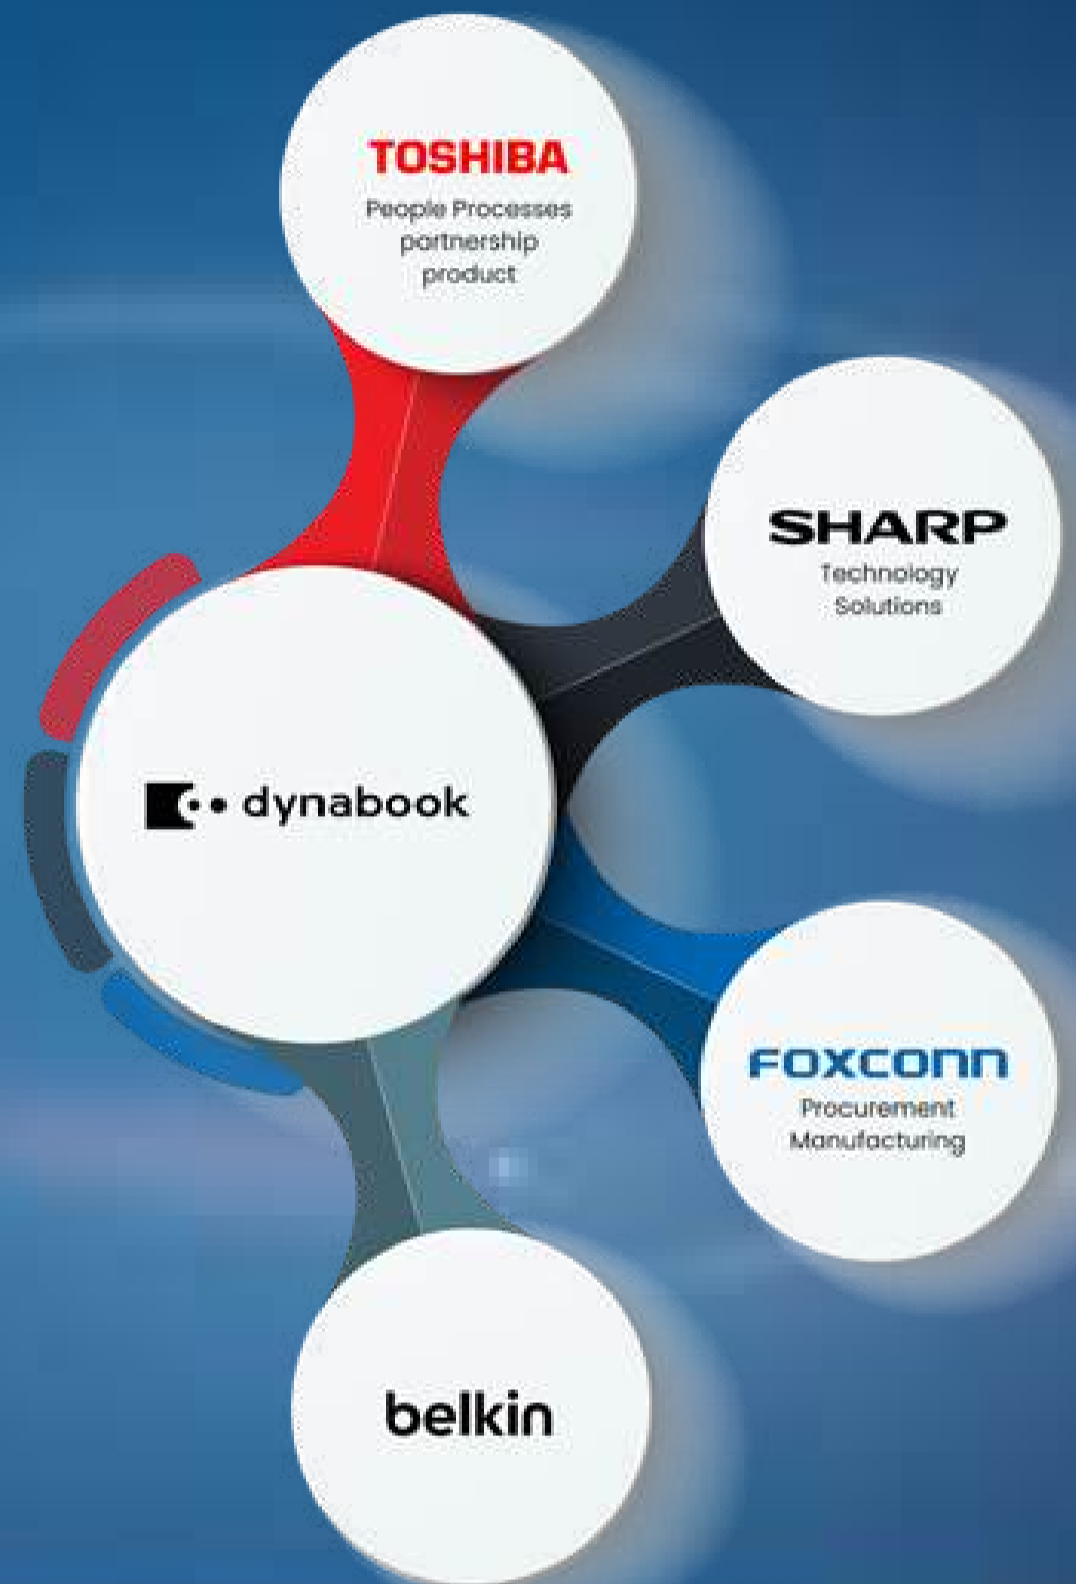 TOSHIBA
People Processes
partnership
product
SHARP
Technology
Solutions
dynabook
FOXCONN
Procurement
Manufacturing
belkin